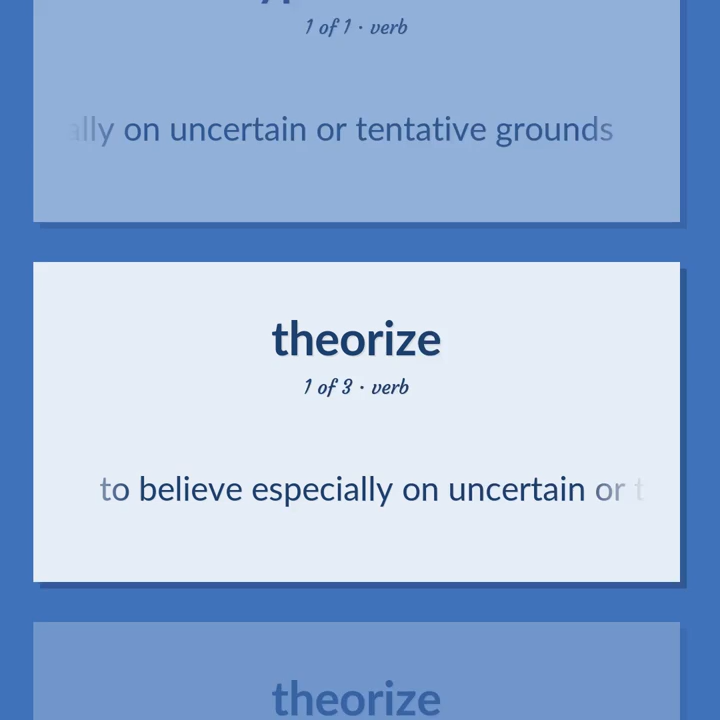 1 of 1 · verb
ally on uncertain or tentative grounds
theorize
1 of 3 · verb
to believe especially on uncertain or t
theorize